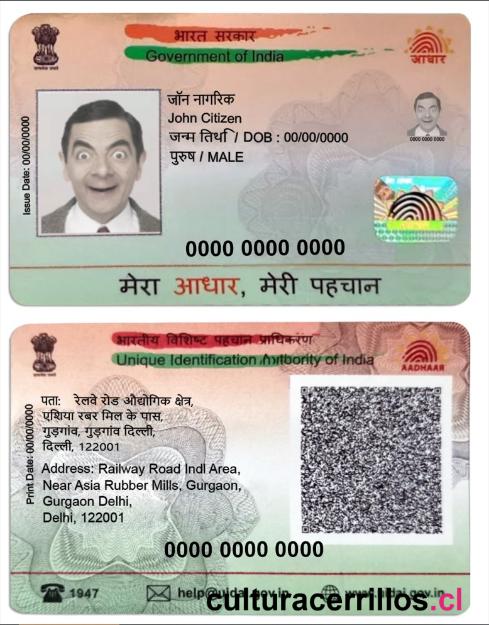 भारत सरकार
Government of India
आधार
Issue Date: 00/00/0000
जॉन नागरिक
John Citizen
जन्म तिथी / DOB : 00/00/0000
पुरुष / MALE
0000 0000 0000
0000 0000 0000
मेरा आधार, मेरी पहचान
भारतीय विशिष्ट पहचान प्राधिकरण
Unique Identification Authority of India
AADHAAR
Print Date: 00/00/0000
पता: रेलवे रोड औद्योगिक क्षेत्र,
एशिया रबर मिल के पास,
गुड़गांव, गुड़गांव दिल्ली,
दिल्ली, 122001
Address: Railway Road Indl Area,
Near Asia Rubber Mills, Gurgaon,
Gurgaon Delhi,
Delhi, 122001
0000 0000 0000
1947
help@uidai.gov.in
www.uidai.gov.in
culturacerrillos.cl